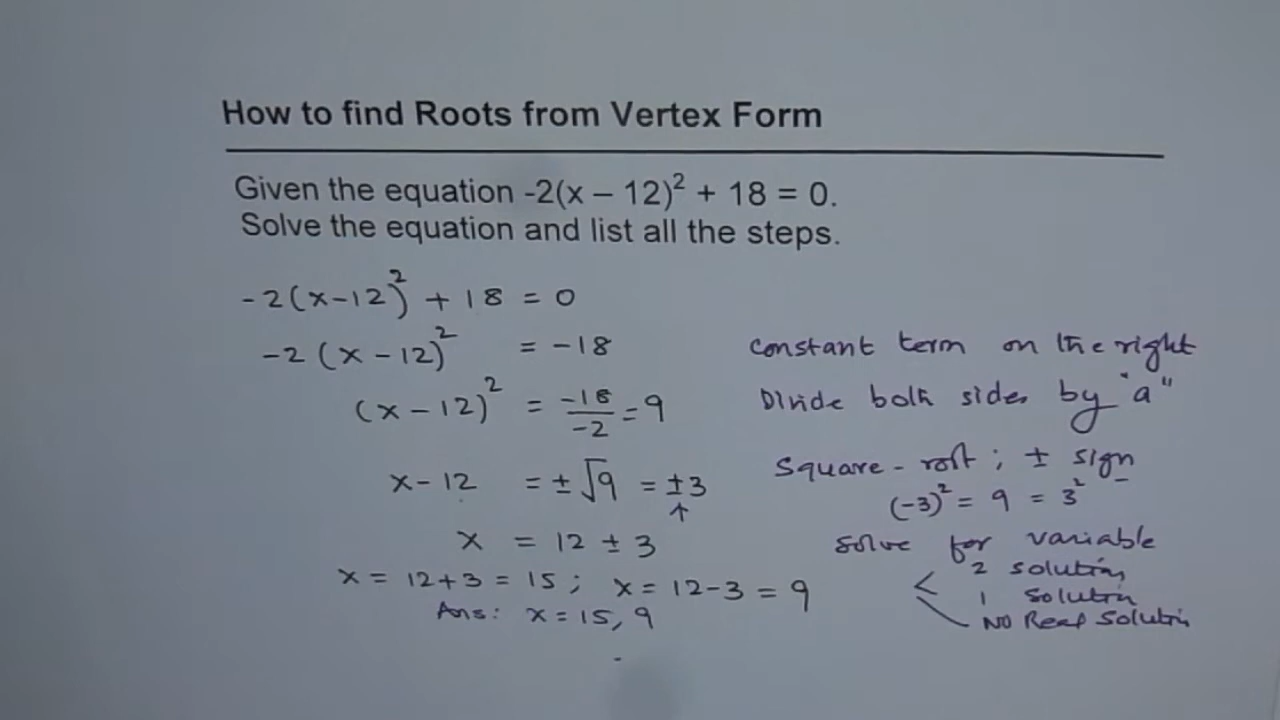 How to find Roots from Vertex Form
Given the equation -2(x – 12)² + 18 = 0.
Solve the equation and list all the steps.
-2(x-12)² + 18 = 0
-2(x-12)² = -18 constant term on the right
(x-12)² = -18/-2 = 9 Divide both sides by "a"
x-12 = ±√9 = ±3 Square-root; ± sign
↑ (-3)² = 9 = 3²
x = 12 ± 3 solve for variable
x = 12+3 = 15; x = 12-3 = 9 2 solutions
1 solution
Ans: x = 15, 9 No Real Solution